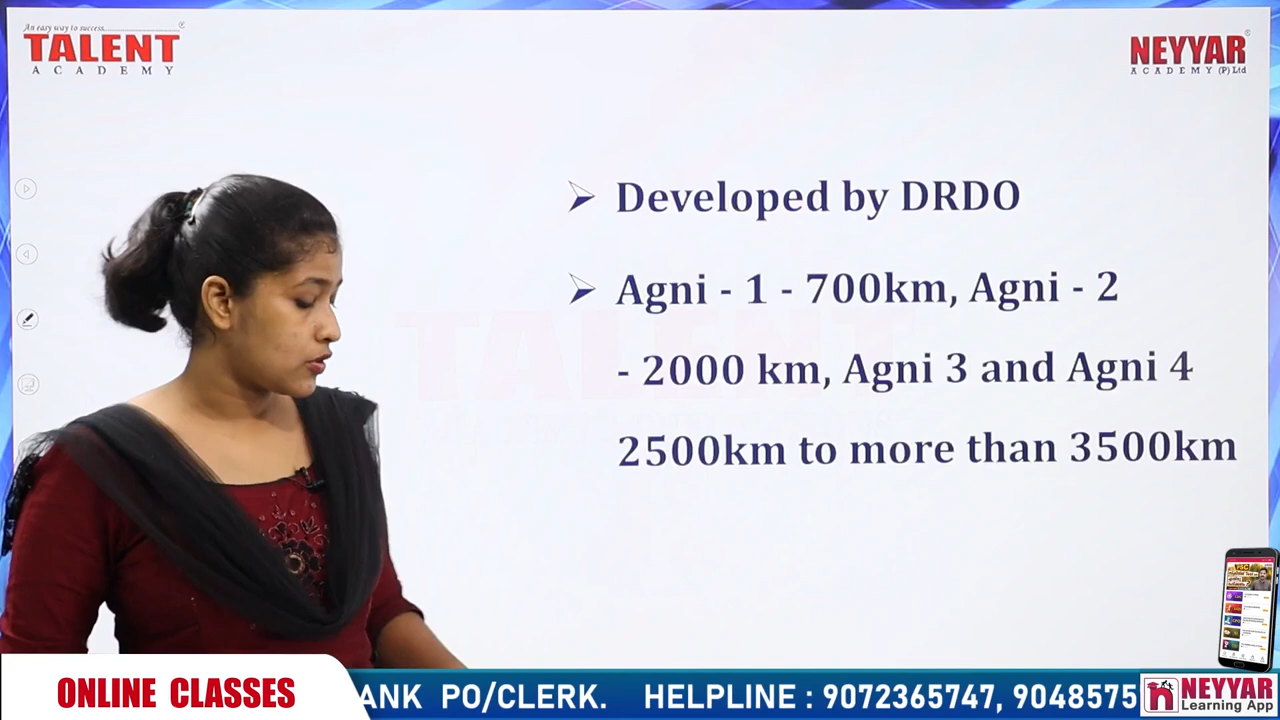 An easy way to success
TALENT
ACADEMY
NEYYAR
ACADEMY (P) Ltd
➢ Developed by DRDO
➢ Agni - 1 - 700km, Agni - 2
- 2000 km, Agni 3 and Agni 4
2500km to more than 3500km
ONLINE CLASSES
ANK PO/CLERK. HELPLINE : 9072365747, 9048575
NEYYAR
Learning App